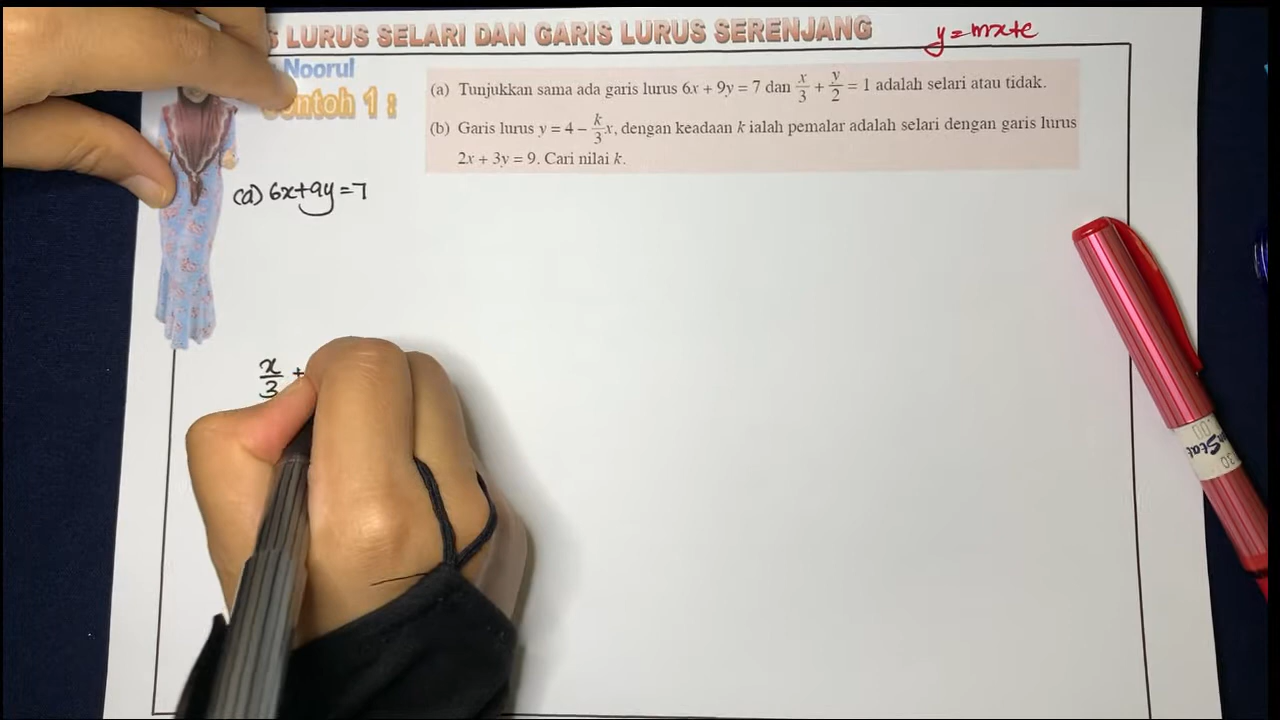 LURUS SELARI DAN GARIS LURUS SERENJANG
y = mx + c
Noorul
Contoh 1 :
(a) Tunjukkan sama ada garis lurus 6x + 9y = 7 dan x/3 + y/2 = 1 adalah selari atau tidak.
(b) Garis lurus y = 4 − k/3 x, dengan keadaan k ialah pemalar adalah selari dengan garis lurus
2x + 3y = 9. Cari nilai k.
(a) 6x + 9y = 7
x/3 +